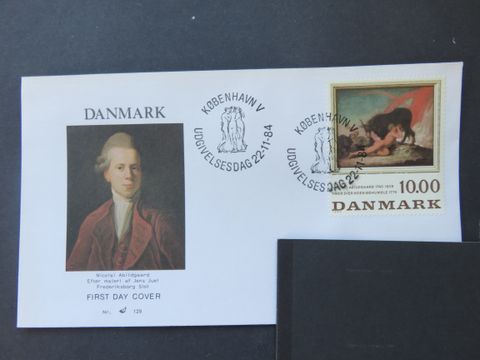 DANMARK
Nicolai Abildgaard
Efter maleri af Jens Juel
Frederiksborg Slot
FIRST DAY COVER
Nr. 129
KØBENHAVN V
UDGIVELSESDAG 22-11-84
KØBENHAVN V
UDGIVELSESDAG 22-11-84
10.00
DANMARK